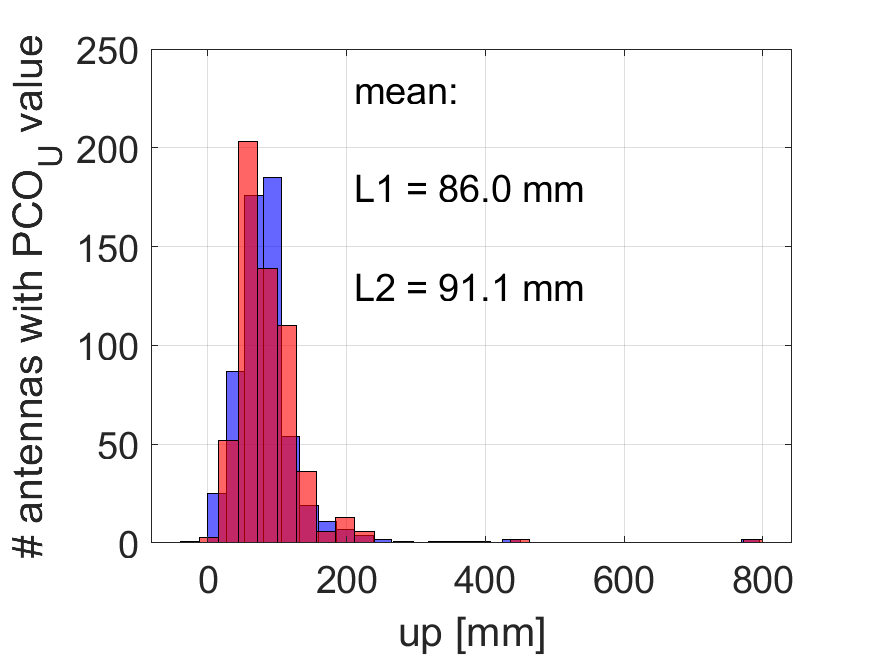 # antennas with PCO_U value
250
200
150
100
50
0
mean:
L1 = 86.0 mm
L2 = 91.1 mm
0 200 400 600 800
up [mm]